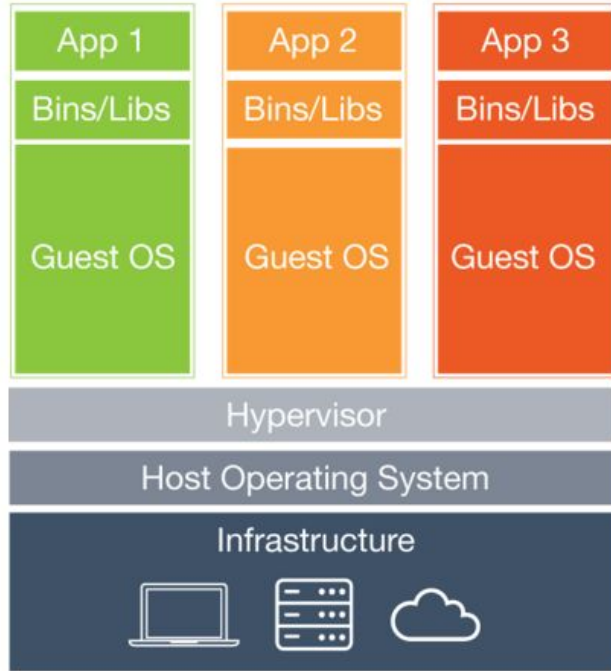 App 1
App 2
App 3
Bins/Libs
Bins/Libs
Bins/Libs
Guest OS
Guest OS
Guest OS
Hypervisor
Host Operating System
Infrastructure